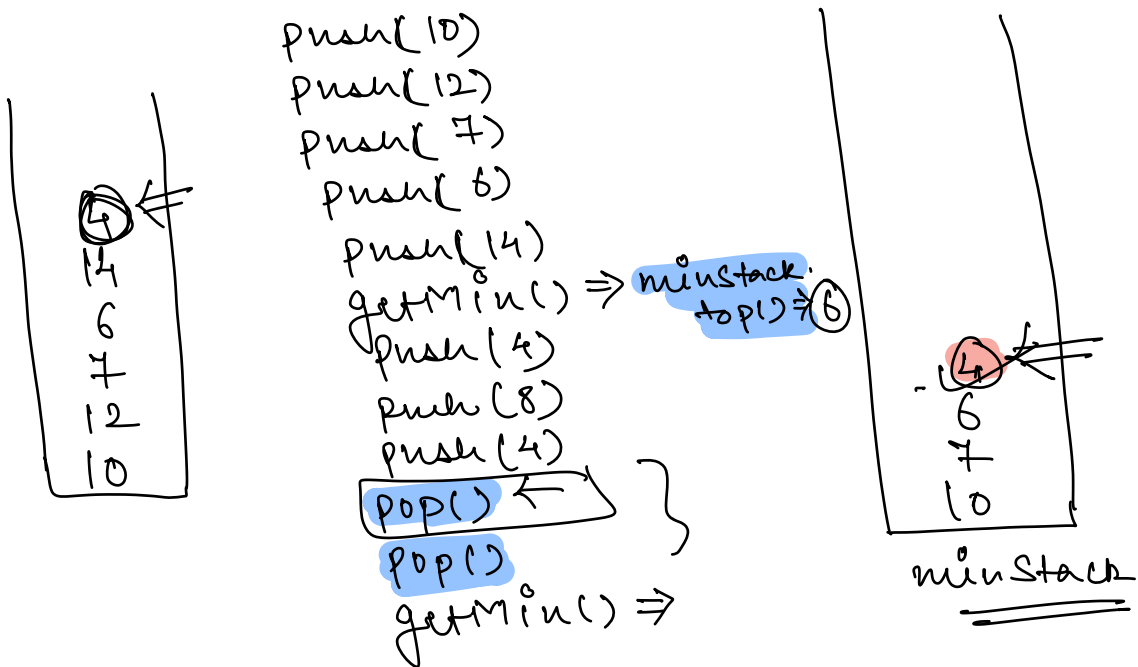 4
14
6
7
12
10
push(10)
push(12)
push(7)
push(6)
push(14)
getMin() ⇒ minstack.
top() ⇒ 6
push(4)
push(8)
push(4)
pop() ←
pop()
getMin() ⇒
4
6
7
10
minStack